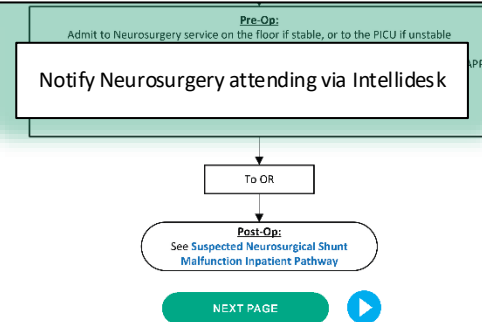 Pre-Op:
Admit to Neurosurgery service on the floor if stable, or to the PICU if unstable
Notify Neurosurgery attending via Intellidesk
To OR
Post-Op:
See Suspected Neurosurgical Shunt
Malfunction Inpatient Pathway
NEXT PAGE